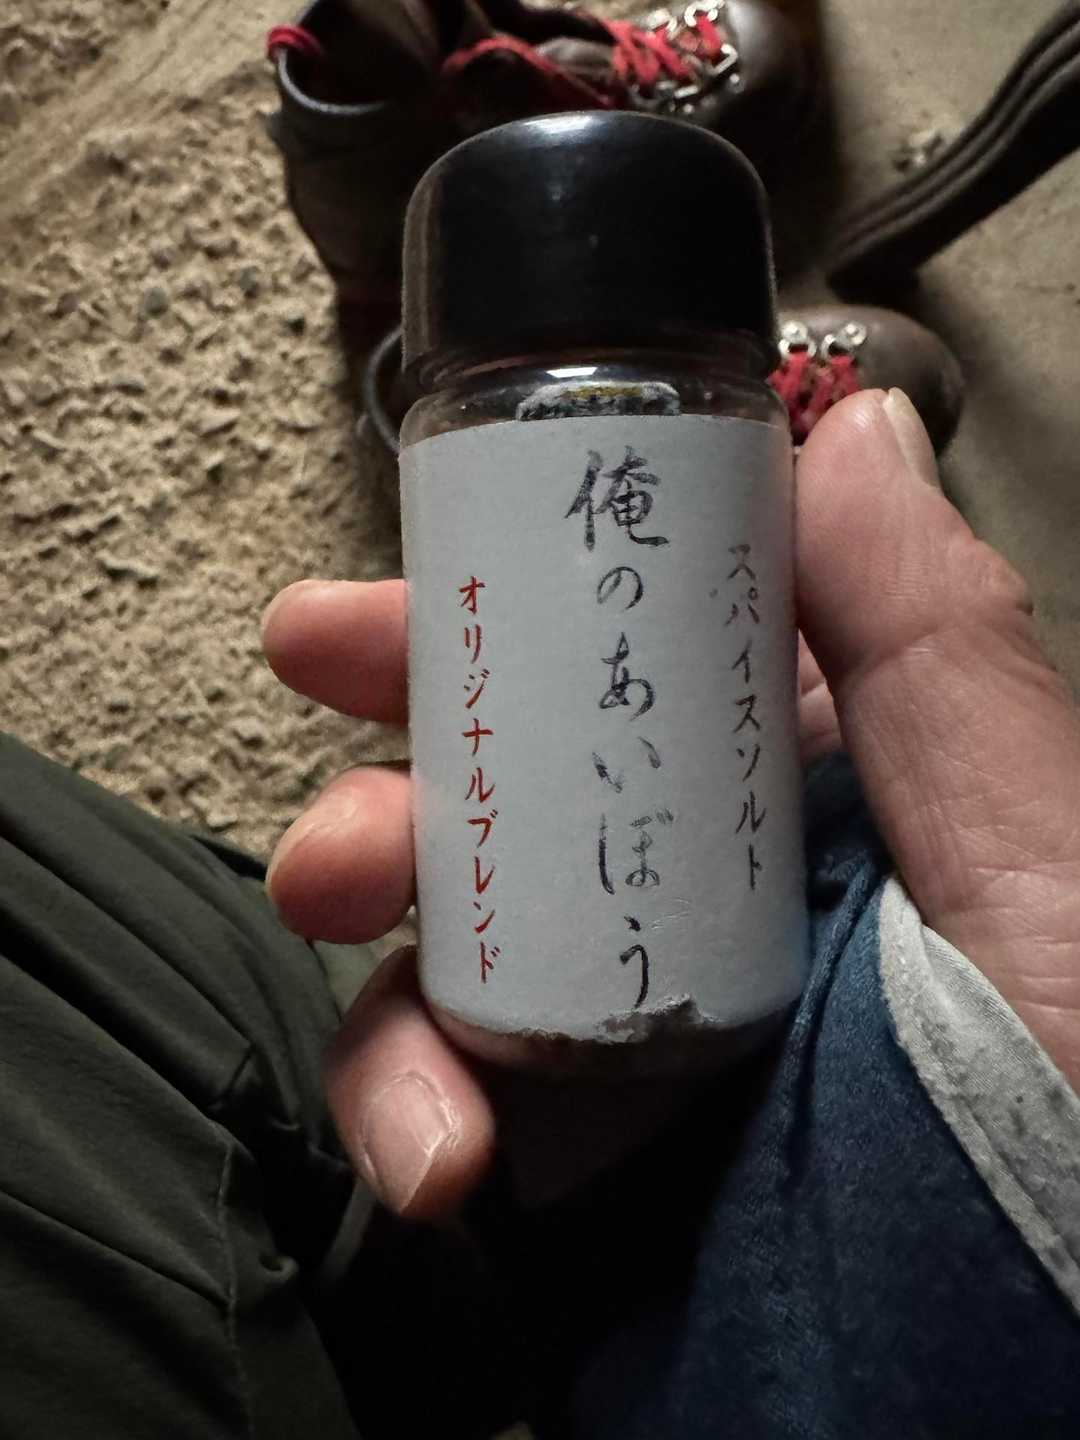 スパイスソルト
俺のあいぼう
オリジナルブレンド